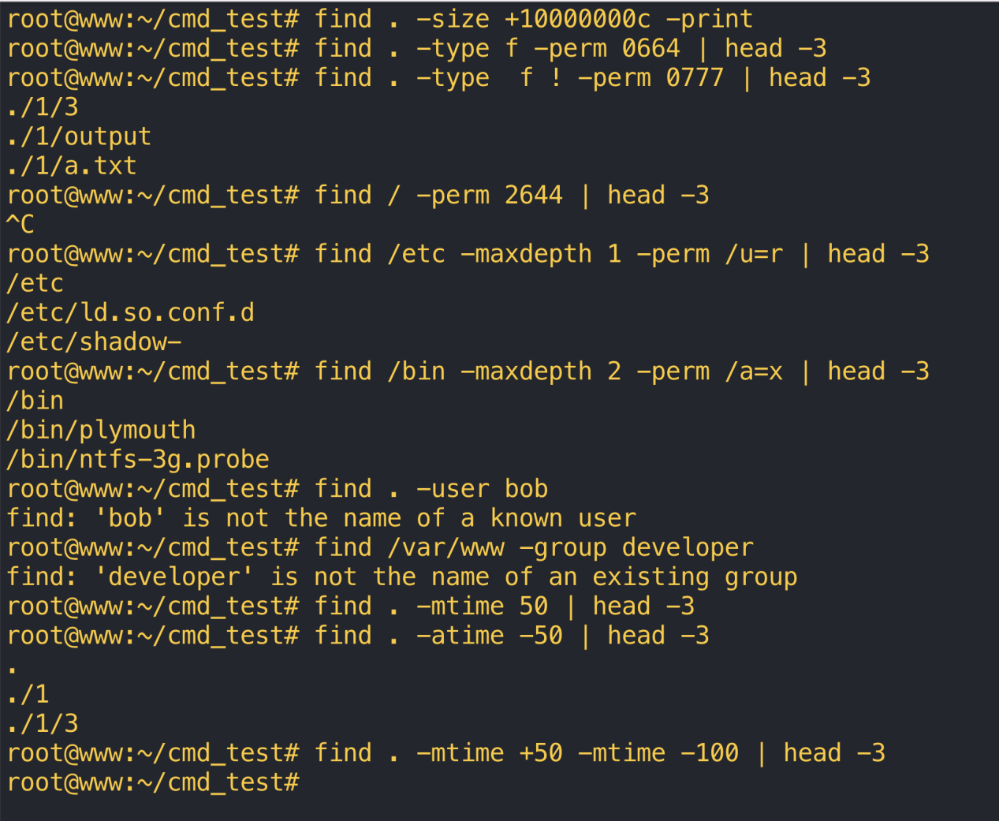 root@www:~/cmd_test# find . -size +10000000c -print
root@www:~/cmd_test# find . -type f -perm 0664 | head -3
root@www:~/cmd_test# find . -type  f ! -perm 0777 | head -3
./1/3
./1/output
./1/a.txt
root@www:~/cmd_test# find / -perm 2644 | head -3
^C
root@www:~/cmd_test# find /etc -maxdepth 1 -perm /u=r | head -3
/etc
/etc/ld.so.conf.d
/etc/shadow-
root@www:~/cmd_test# find /bin -maxdepth 2 -perm /a=x | head -3
/bin
/bin/plymouth
/bin/ntfs-3g.probe
root@www:~/cmd_test# find . -user bob
find: 'bob' is not the name of a known user
root@www:~/cmd_test# find /var/www -group developer
find: 'developer' is not the name of an existing group
root@www:~/cmd_test# find . -mtime 50 | head -3
root@www:~/cmd_test# find . -atime -50 | head -3
.
./1
./1/3
root@www:~/cmd_test# find . -mtime +50 -mtime -100 | head -3
root@www:~/cmd_test#